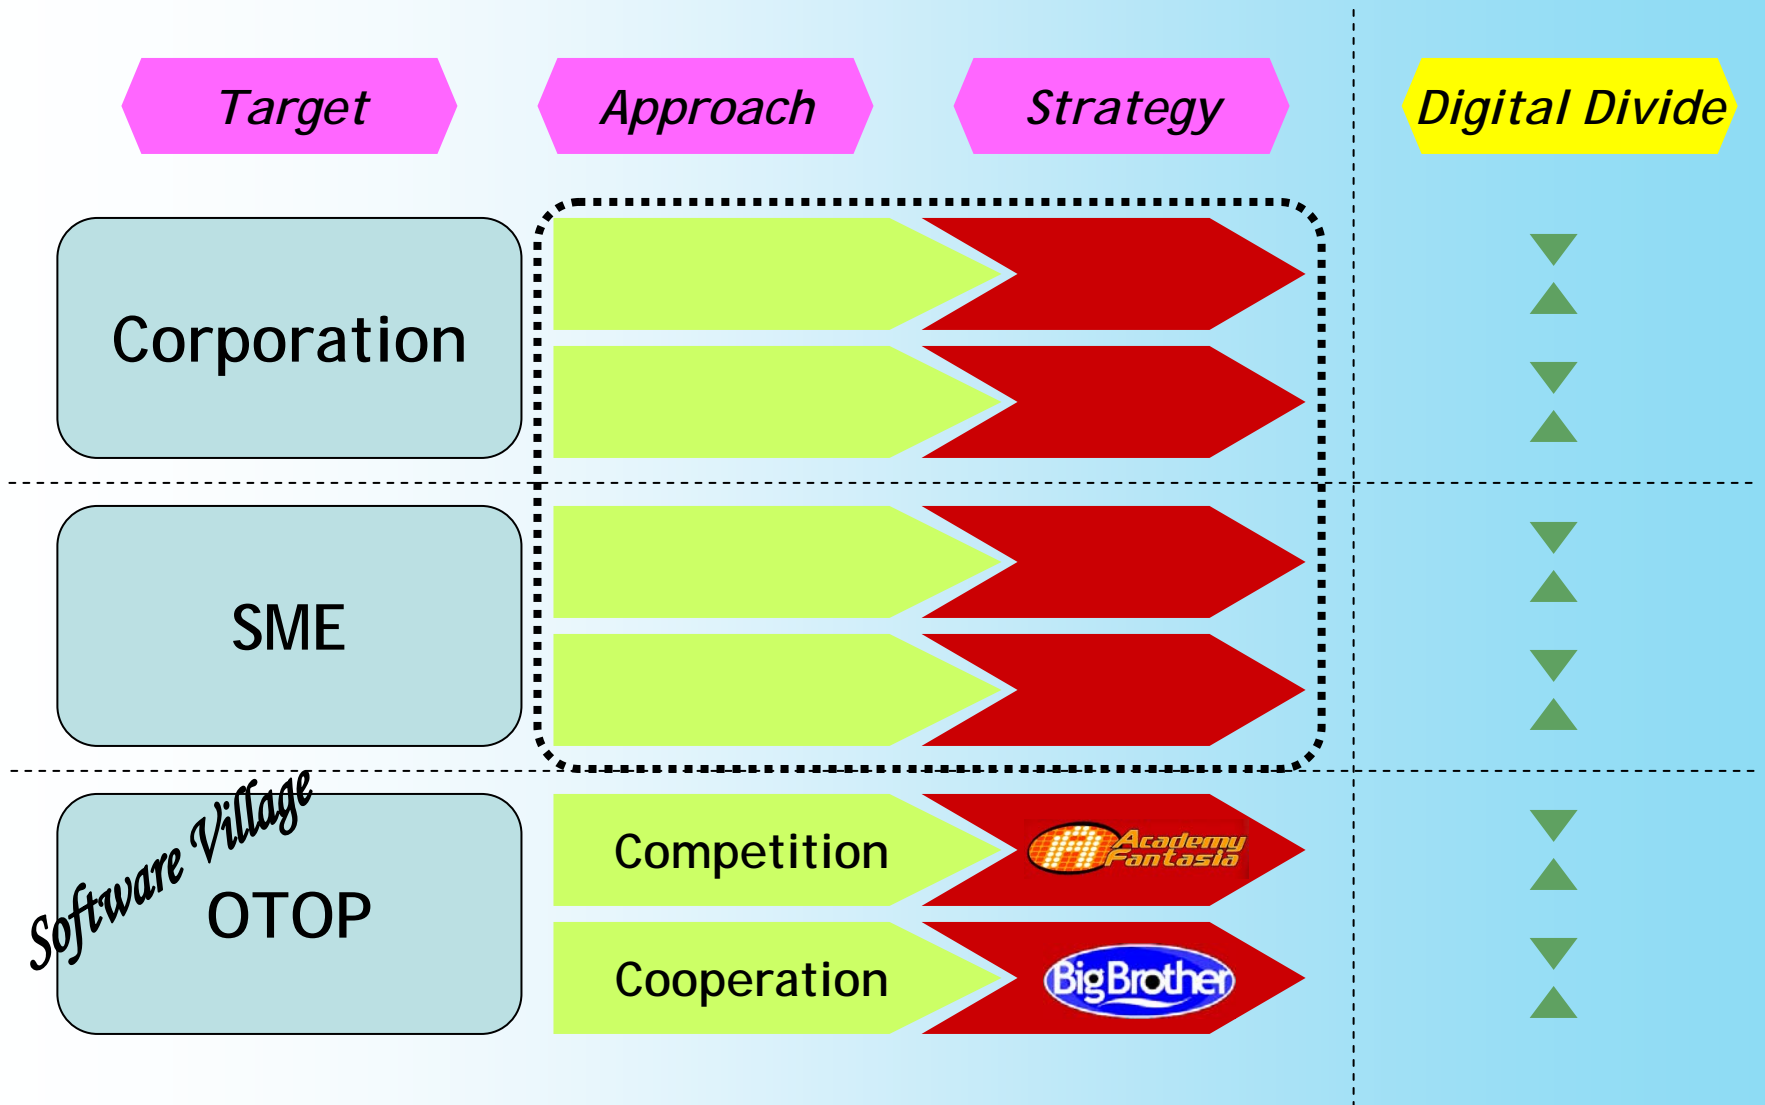 Target
Approach
Strategy
Digital Divide
Corporation
SME
Software Village
OTOP
Competition
Academy
Fantasia
Cooperation
BigBrother